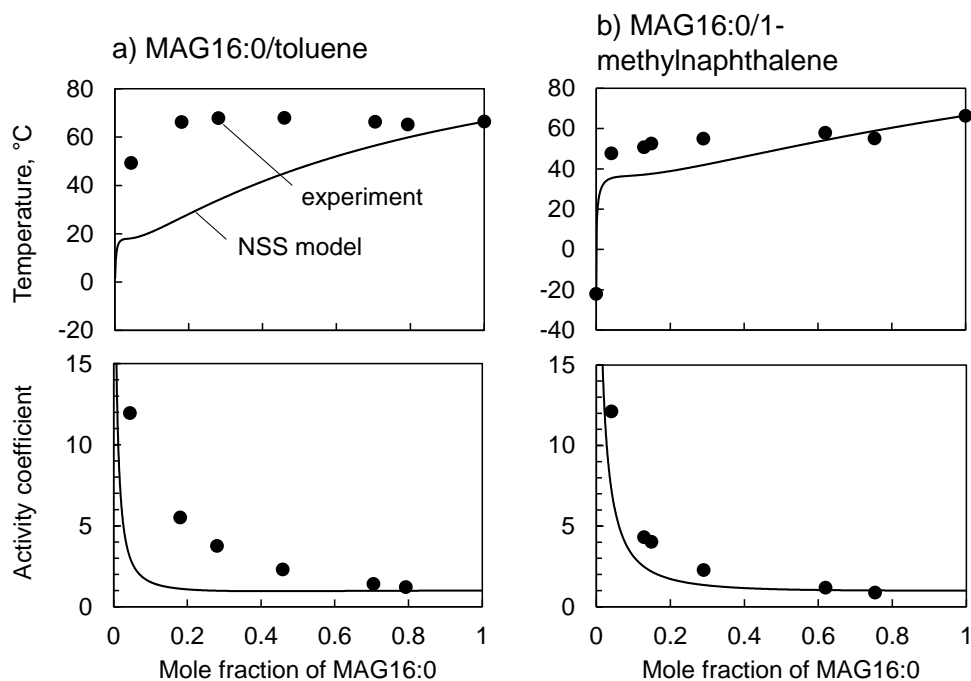 a) MAG16:0/toluene
b) MAG16:0/1-
methylnaphthalene
Temperature, °C
80
60
40
20
0
-20
experiment
NSS model
80
60
40
20
0
-20
-40
Activity coefficient
15
10
5
0
0 0.2 0.4 0.6 0.8 1
Mole fraction of MAG16:0
15
10
5
0
0 0.2 0.4 0.6 0.8 1
Mole fraction of MAG16:0